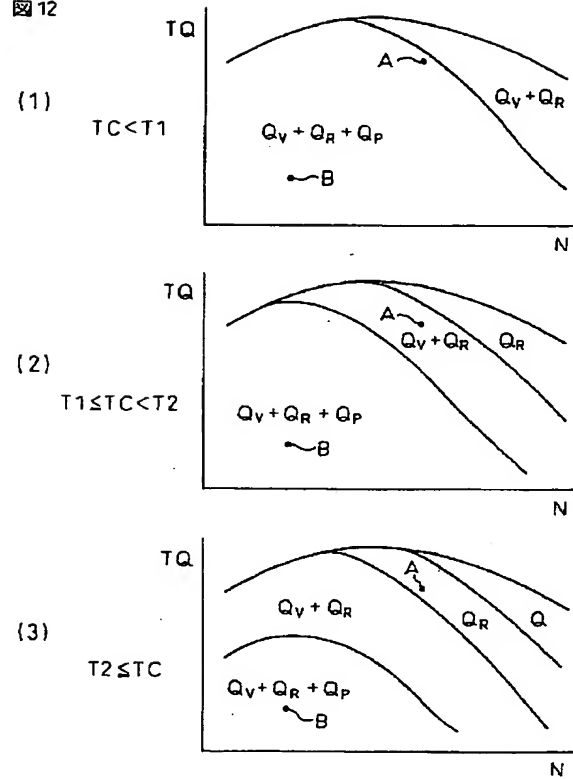 図12
TQ
(1)
TC<T1
A
QV+QR
QV+QR+QP
B
N
TQ
(2)
T1≦TC<T2
A
QV+QR
QR
QV+QR+QP
B
N
TQ
(3)
T2≦TC
A
QV+QR
QR
Q
QV+QR+QP
B
N